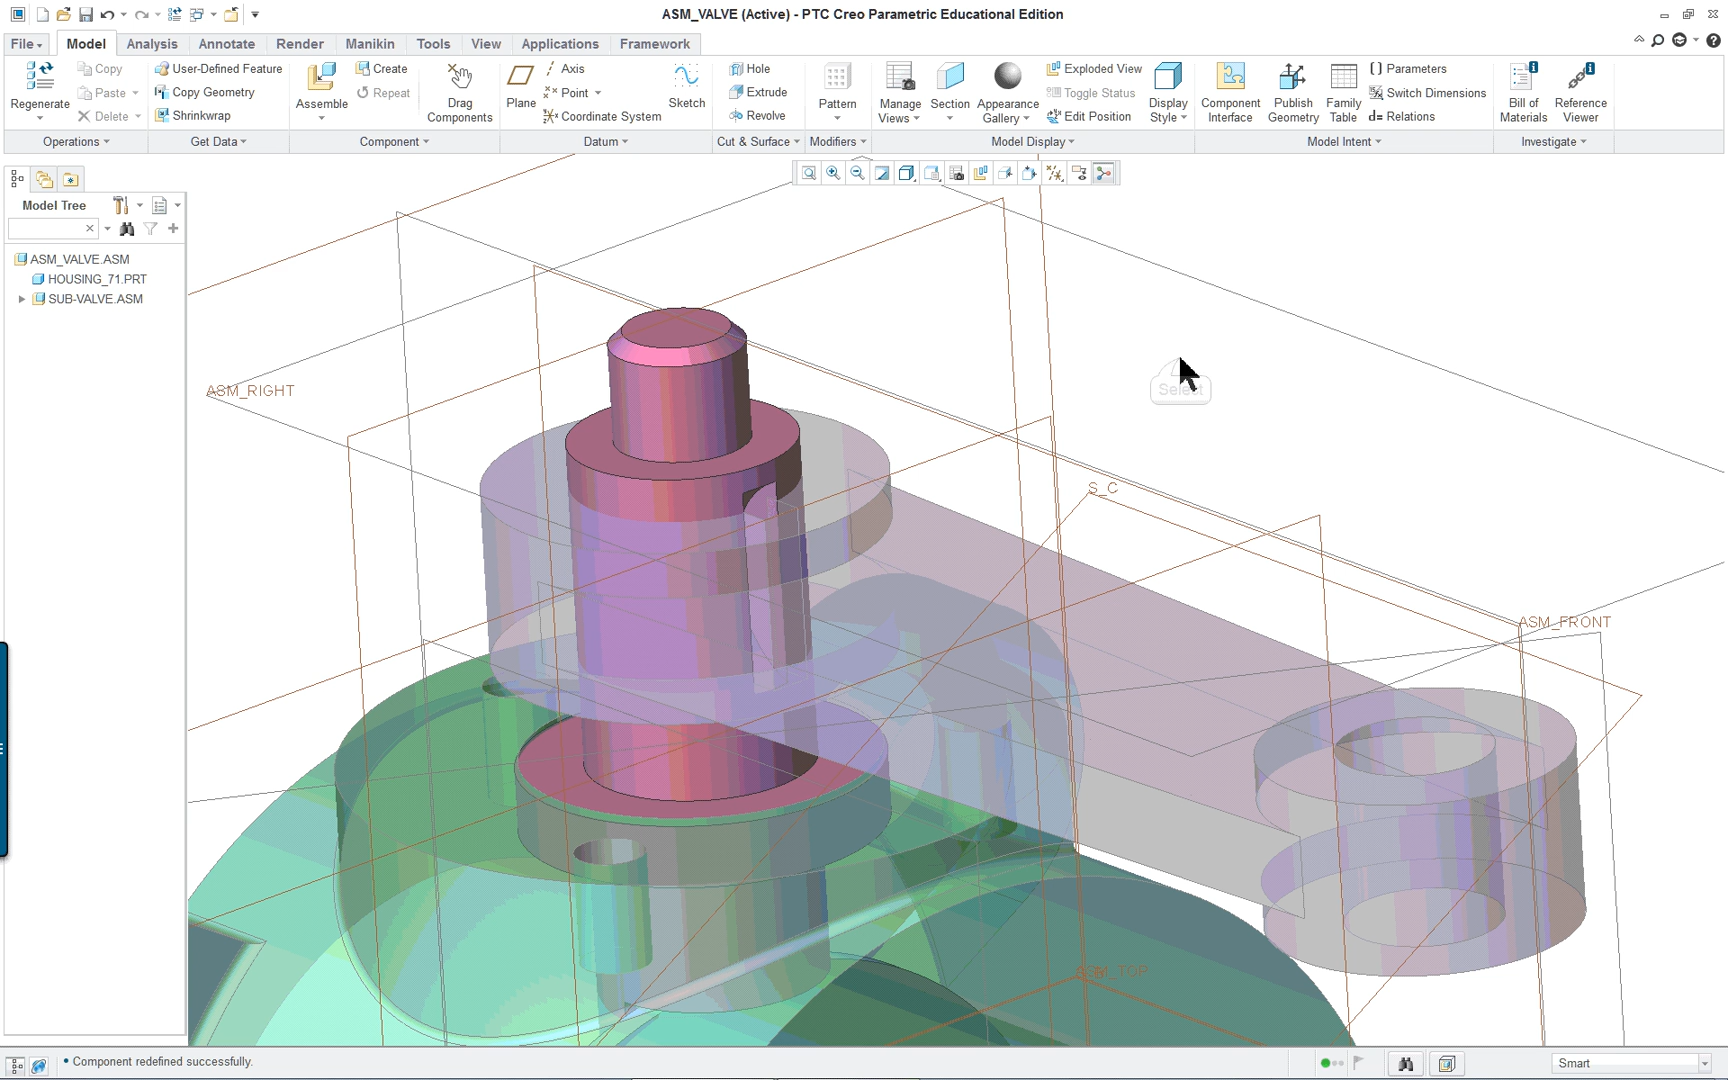 ASM_VALVE (Active) - PTC Creo Parametric Educational Edition
File Model Analysis Annotate Render Manikin Tools View Applications Framework
Regenerate
Copy
Paste
Delete
Operations
User-Defined Feature
Copy Geometry
Shrinkwrap
Get Data
Assemble
Create
Repeat
Drag
Components
Component
Plane
Axis
Point
Coordinate System
Sketch
Datum
Hole
Extrude
Revolve
Cut & Surface
Pattern
Modifiers
Manage
Views
Section
Appearance
Gallery
Exploded View
Toggle Status
Edit Position
Display
Style
Model Display
Component
Interface
Publish
Geometry
Family
Table
Parameters
Switch Dimensions
d= Relations
Model Intent
Bill of
Materials
Reference
Viewer
Investigate
Model Tree
ASM_VALVE.ASM
HOUSING_71.PRT
SUB-VALVE.ASM
ASM_RIGHT
Select
S_C
ASM_FRONT
• Component redefined successfully.
Smart